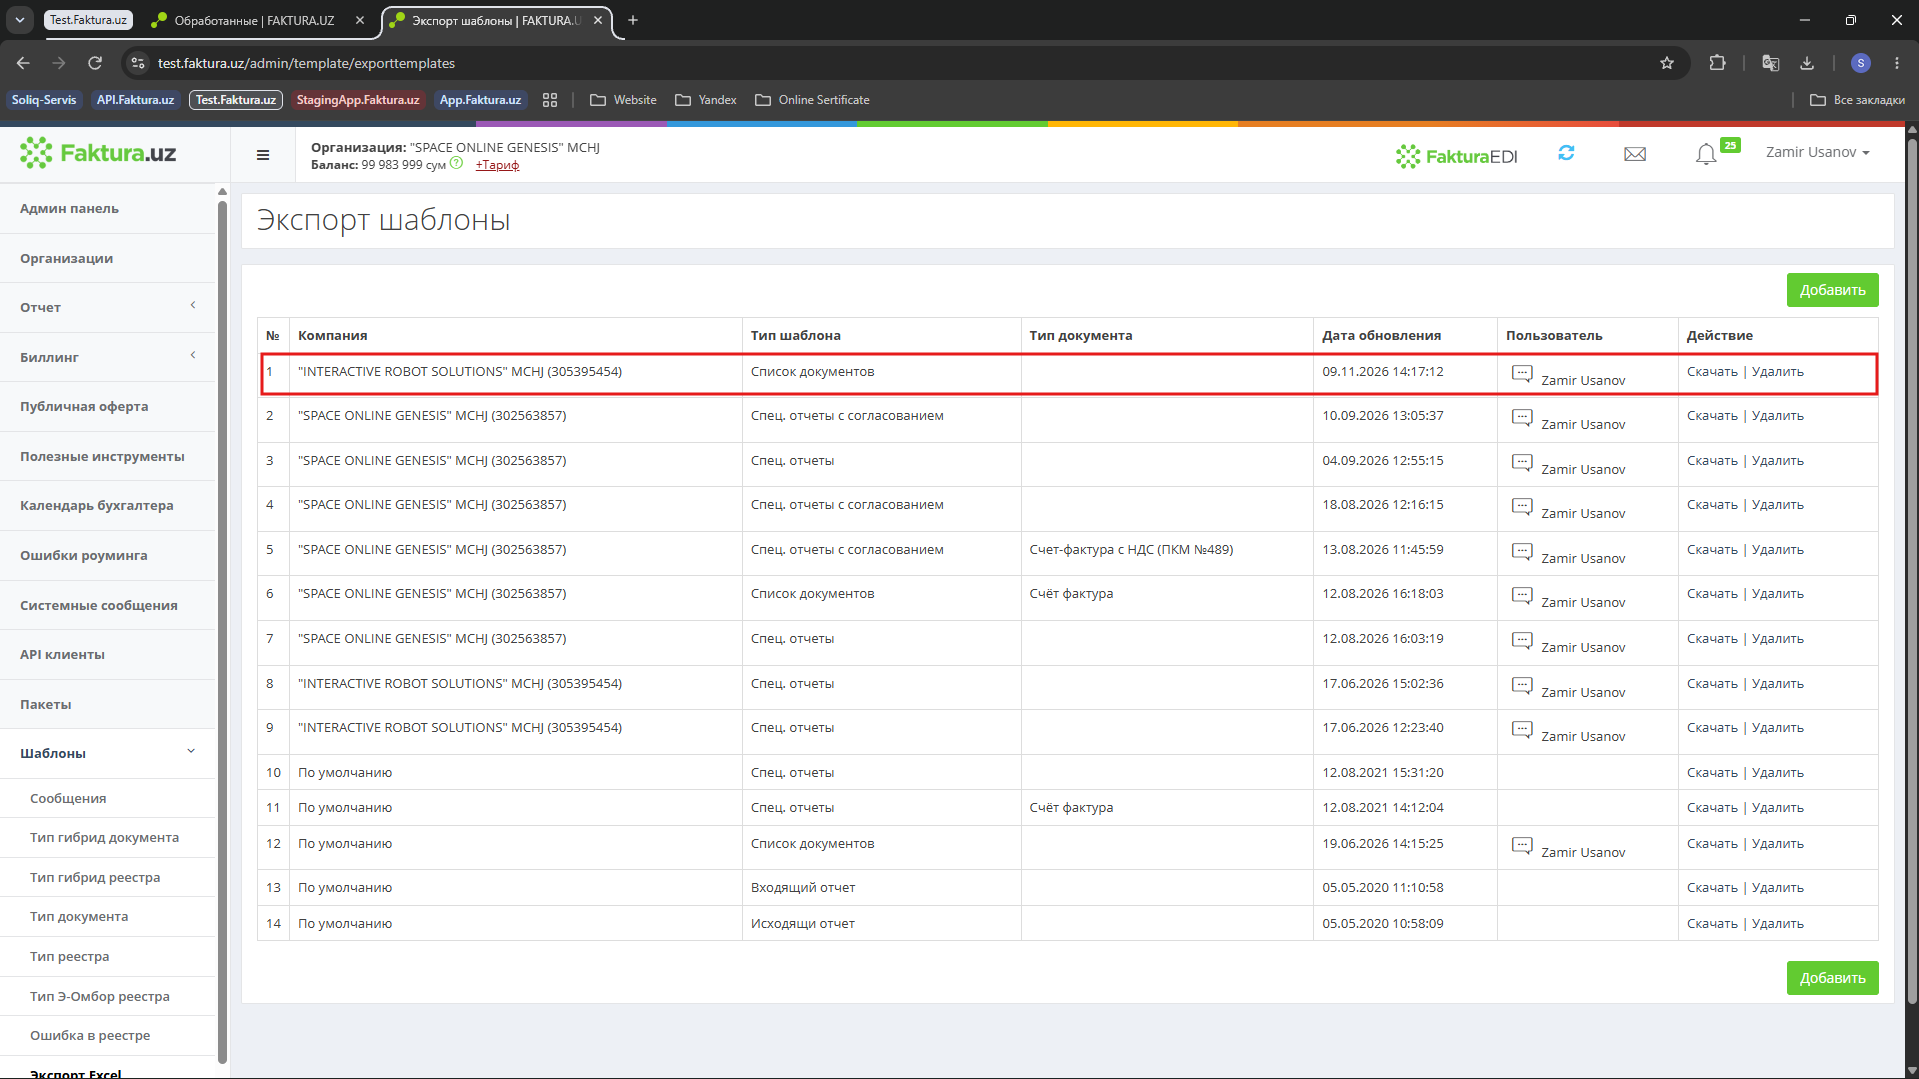 Test.Faktura.uz
Обработанные | FAKTURA.UZ
Экспорт шаблоны | FAKTURA.U
test.faktura.uz/admin/template/exporttemplates
S
Soliq-Servis
API.Faktura.uz
Test.Faktura.uz
StagingApp.Faktura.uz
App.Faktura.uz
Website
Yandex
Online Sertificate
Все закладки
Faktura.uz
Организация: "SPACE ONLINE GENESIS" MCHJ
Баланс: 99 983 999 сум ? +Тариф
FakturaEDI
25
Zamir Usanov
Админ панель
Организации
Отчет
Биллинг
Публичная оферта
Полезные инструменты
Календарь бухгалтера
Ошибки роуминга
Системные сообщения
API клиенты
Пакеты
Шаблоны
Сообщения
Тип гибрид документа
Тип гибрид реестра
Тип документа
Тип реестра
Тип Э-Омбор реестра
Ошибка в реестре
Экспорт Excel
Экспорт шаблоны
Добавить
№ Компания Тип шаблона Тип документа Дата обновления Пользователь Действие
1 "INTERACTIVE ROBOT SOLUTIONS" MCHJ (305395454) Список документов 09.11.2026 14:17:12 Zamir Usanov Скачать | Удалить
2 "SPACE ONLINE GENESIS" MCHJ (302563857) Спец. отчеты с согласованием 10.09.2026 13:05:37 Zamir Usanov Скачать | Удалить
3 "SPACE ONLINE GENESIS" MCHJ (302563857) Спец. отчеты 04.09.2026 12:55:15 Zamir Usanov Скачать | Удалить
4 "SPACE ONLINE GENESIS" MCHJ (302563857) Спец. отчеты с согласованием 18.08.2026 12:16:15 Zamir Usanov Скачать | Удалить
5 "SPACE ONLINE GENESIS" MCHJ (302563857) Спец. отчеты с согласованием Счет-фактура с НДС (ПКМ №489) 13.08.2026 11:45:59 Zamir Usanov Скачать | Удалить
6 "SPACE ONLINE GENESIS" MCHJ (302563857) Список документов Счёт фактура 12.08.2026 16:18:03 Zamir Usanov Скачать | Удалить
7 "SPACE ONLINE GENESIS" MCHJ (302563857) Спец. отчеты 12.08.2026 16:03:19 Zamir Usanov Скачать | Удалить
8 "INTERACTIVE ROBOT SOLUTIONS" MCHJ (305395454) Спец. отчеты 17.06.2026 15:02:36 Zamir Usanov Скачать | Удалить
9 "INTERACTIVE ROBOT SOLUTIONS" MCHJ (305395454) Спец. отчеты 17.06.2026 12:23:40 Zamir Usanov Скачать | Удалить
10 По умолчанию Спец. отчеты 12.08.2021 15:31:20 Скачать | Удалить
11 По умолчанию Спец. отчеты Счёт фактура 12.08.2021 14:12:04 Скачать | Удалить
12 По умолчанию Список документов 19.06.2026 14:15:25 Zamir Usanov Скачать | Удалить
13 По умолчанию Входящий отчет 05.05.2020 11:10:58 Скачать | Удалить
14 По умолчанию Исходящи отчет 05.05.2020 10:58:09 Скачать | Удалить
Добавить